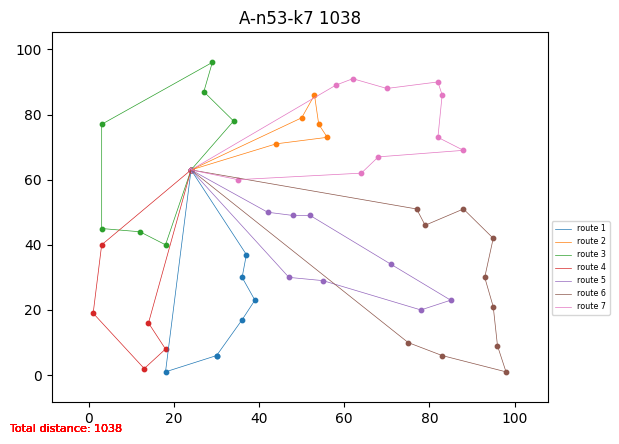 A-n53-k7 1038
100
80
60
40
20
0
0 20 40 60 80 100
route 1
route 2
route 3
route 4
route 5
route 6
route 7
Total distance: 1038